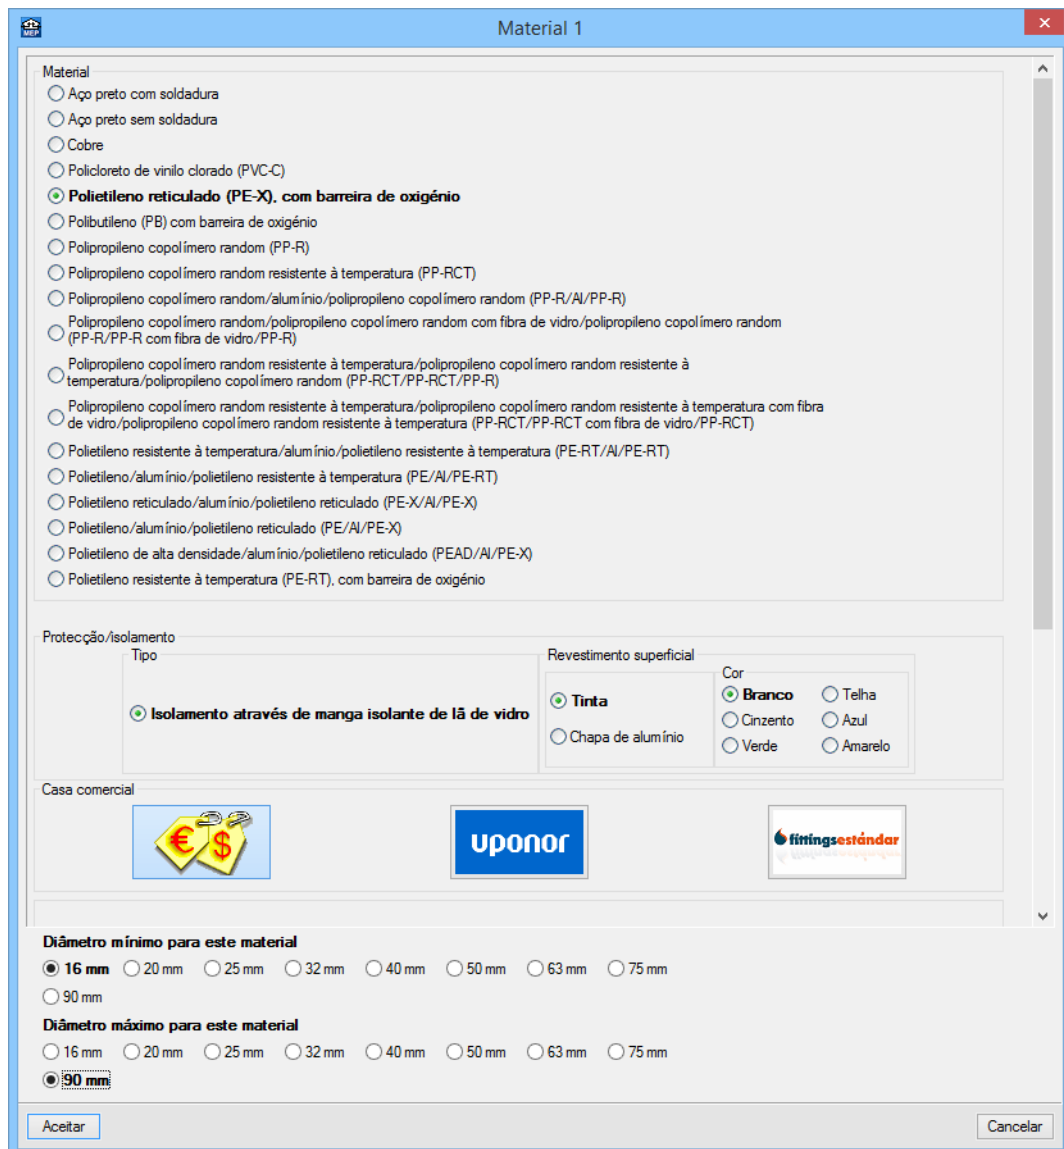 MEP
Material 1
Material
Aço preto com soldadura
Aço preto sem soldadura
Cobre
Policloreto de vinilo clorado (PVC-C)
Polietileno reticulado (PE-X), com barreira de oxigénio
Polibutileno (PB) com barreira de oxigénio
Polipropileno copolímero random (PP-R)
Polipropileno copolímero random resistente à temperatura (PP-RCT)
Polipropileno copolímero random/alumínio/polipropileno copolímero random (PP-R/Al/PP-R)
Polipropileno copolímero random/polipropileno copolímero random com fibra de vidro/polipropileno copolímero random
(PP-R/PP-R com fibra de vidro/PP-R)
Polipropileno copolímero random resistente à temperatura/polipropileno copolímero random resistente à
temperatura/polipropileno copolímero random (PP-RCT/PP-RCT/PP-R)
Polipropileno copolímero random resistente à temperatura/polipropileno copolímero random resistente à temperatura com fibra
de vidro/polipropileno copolímero random resistente à temperatura (PP-RCT/PP-RCT com fibra de vidro/PP-RCT)
Polietileno resistente à temperatura/alumínio/polietileno resistente à temperatura (PE-RT/Al/PE-RT)
Polietileno/alumínio/polietileno resistente à temperatura (PE/Al/PE-RT)
Polietileno reticulado/alumínio/polietileno reticulado (PE-X/Al/PE-X)
Polietileno/alumínio/polietileno reticulado (PE/Al/PE-X)
Polietileno de alta densidade/alumínio/polietileno reticulado (PEAD/Al/PE-X)
Polietileno resistente à temperatura (PE-RT), com barreira de oxigénio
Protecção/isolamento
Tipo
Isolamento através de manga isolante de lã de vidro
Revestimento superficial
Tinta
Chapa de alumínio
Cor
Branco Telha
Cinzento Azul
Verde Amarelo
Casa comercial
€ $
uponor
fittingsestándar
Diâmetro mínimo para este material
16 mm 20 mm 25 mm 32 mm 40 mm 50 mm 63 mm 75 mm
90 mm
Diâmetro máximo para este material
16 mm 20 mm 25 mm 32 mm 40 mm 50 mm 63 mm 75 mm
90 mm
Aceitar
Cancelar